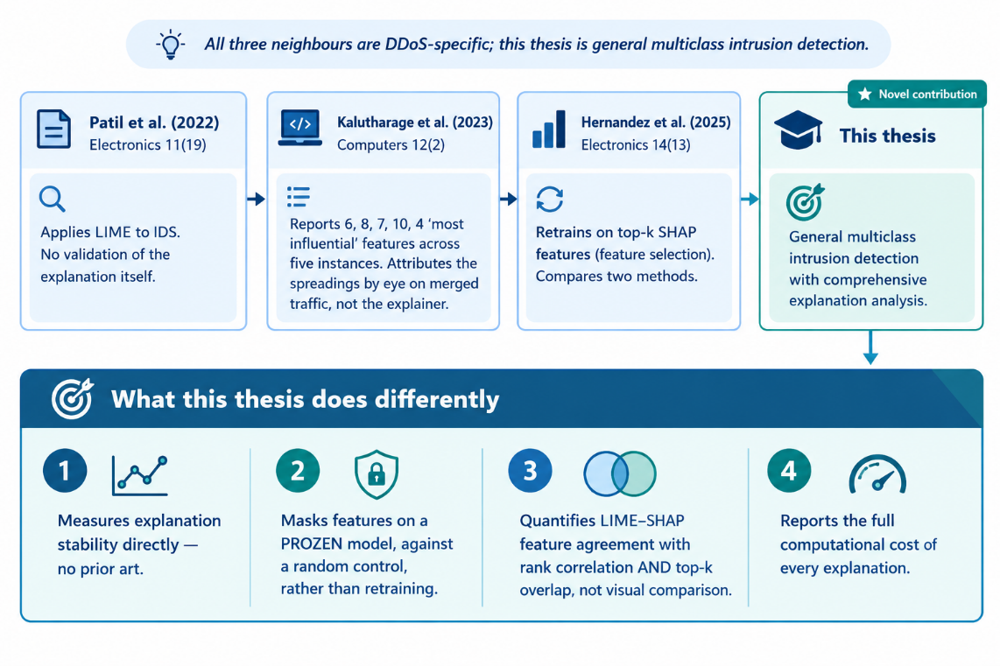 All three neighbours are DDoS-specific; this thesis is general multiclass intrusion detection.
Patil et al. (2022)
Electronics 11(19)
Applies LIME to IDS.
No validation of the
explanation itself.
Kalutharage et al. (2023)
Computers 12(2)
Reports 6, 8, 7, 10, 4 ‘most
influential’ features across
five instances. Attributes the
spreadings by eye on merged
traffic, not the explainer.
Hernandez et al. (2025)
Electronics 14(13)
Retrains on top-k SHAP
features (feature selection).
Compares two methods.
Novel contribution
This thesis
General multiclass
intrusion detection
with comprehensive
explanation analysis.
What this thesis does differently
1
Measures explanation
stability directly —
no prior art.
2
Masks features on a
PROZEN model, against
a random control,
rather than retraining.
3
Quantifies LIME–SHAP
feature agreement with
rank correlation AND top-k
overlap, not visual comparison.
4
Reports the full
computational cost of
every explanation.